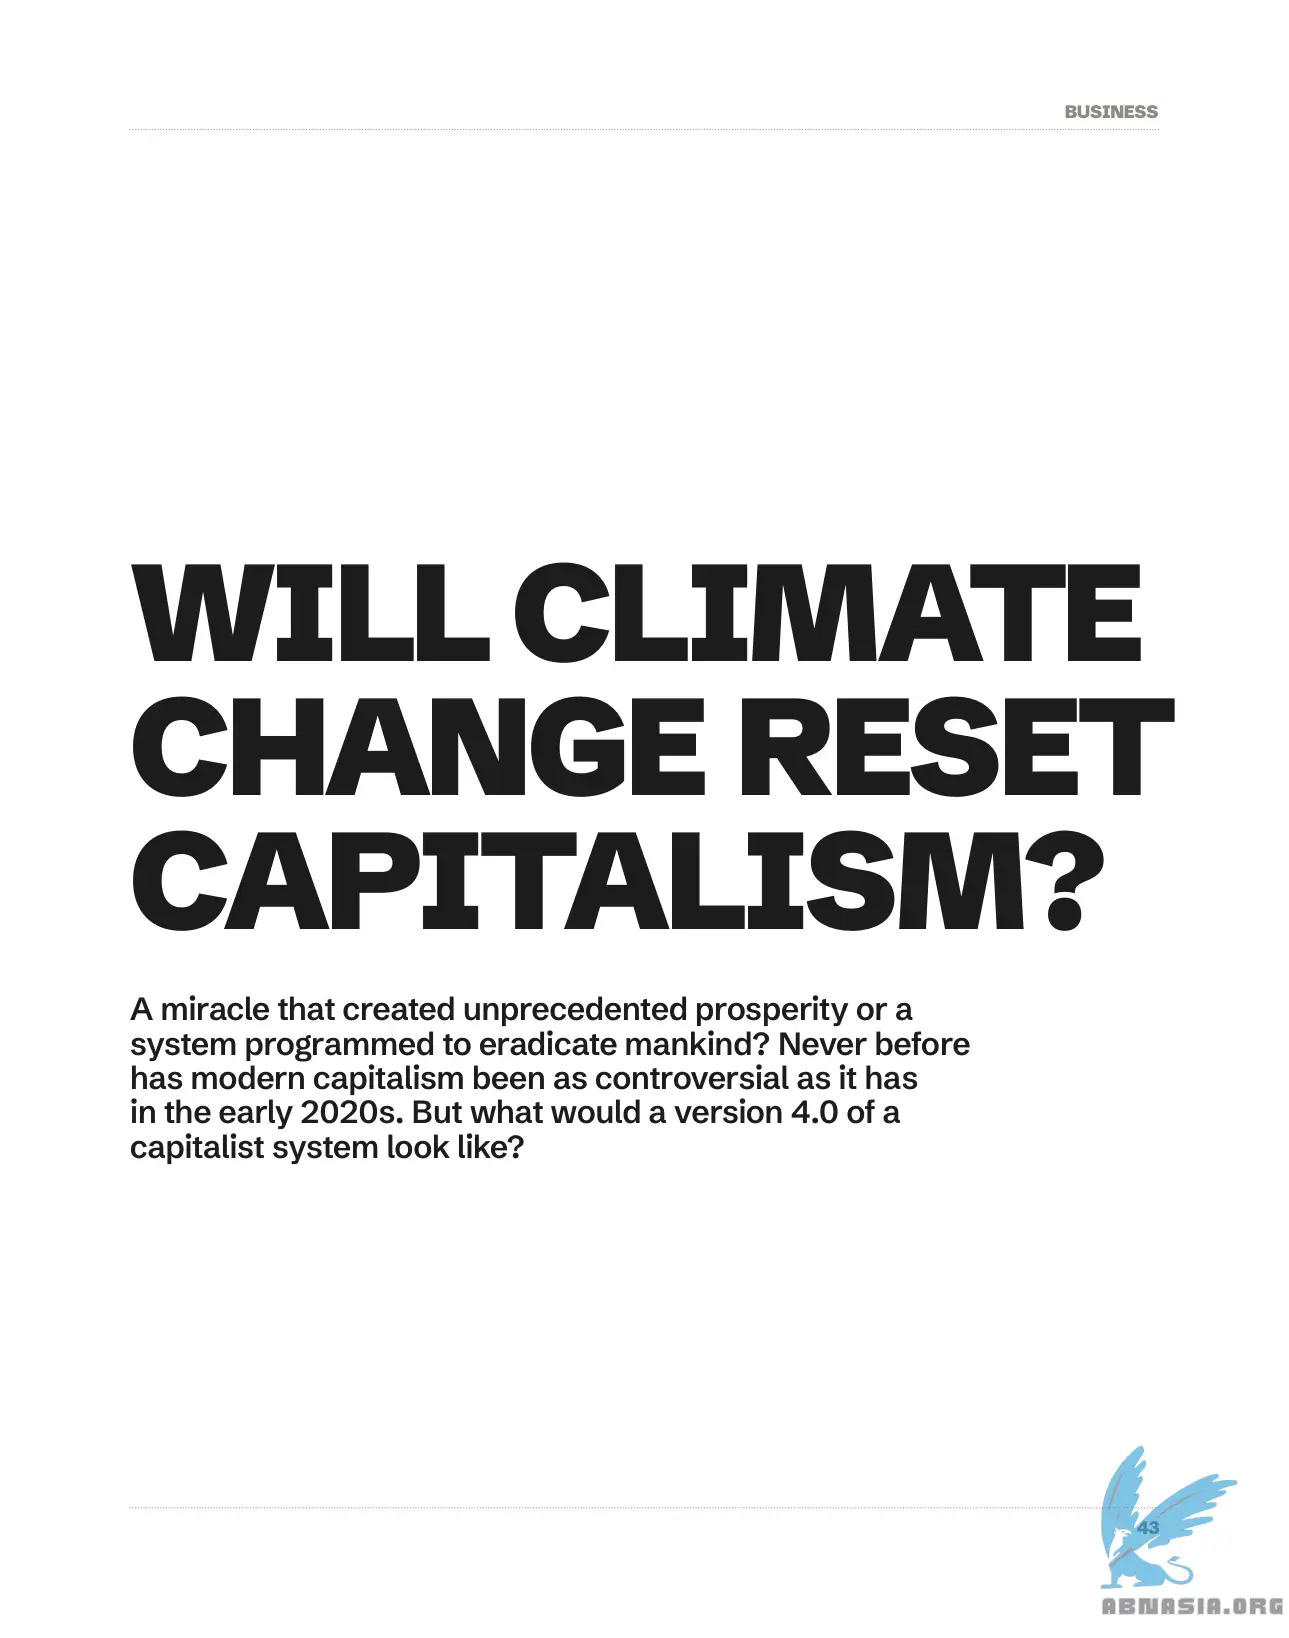 BUSINESS
WILL CLIMATE
CHANGE RESET
CAPITALISM?
A miracle that created unprecedented prosperity or a
system programmed to eradicate mankind? Never before
has modern capitalism been as controversial as it has
in the early 2020s. But what would a version 4.0 of a
capitalist system look like?
43
ABNASIA.ORG